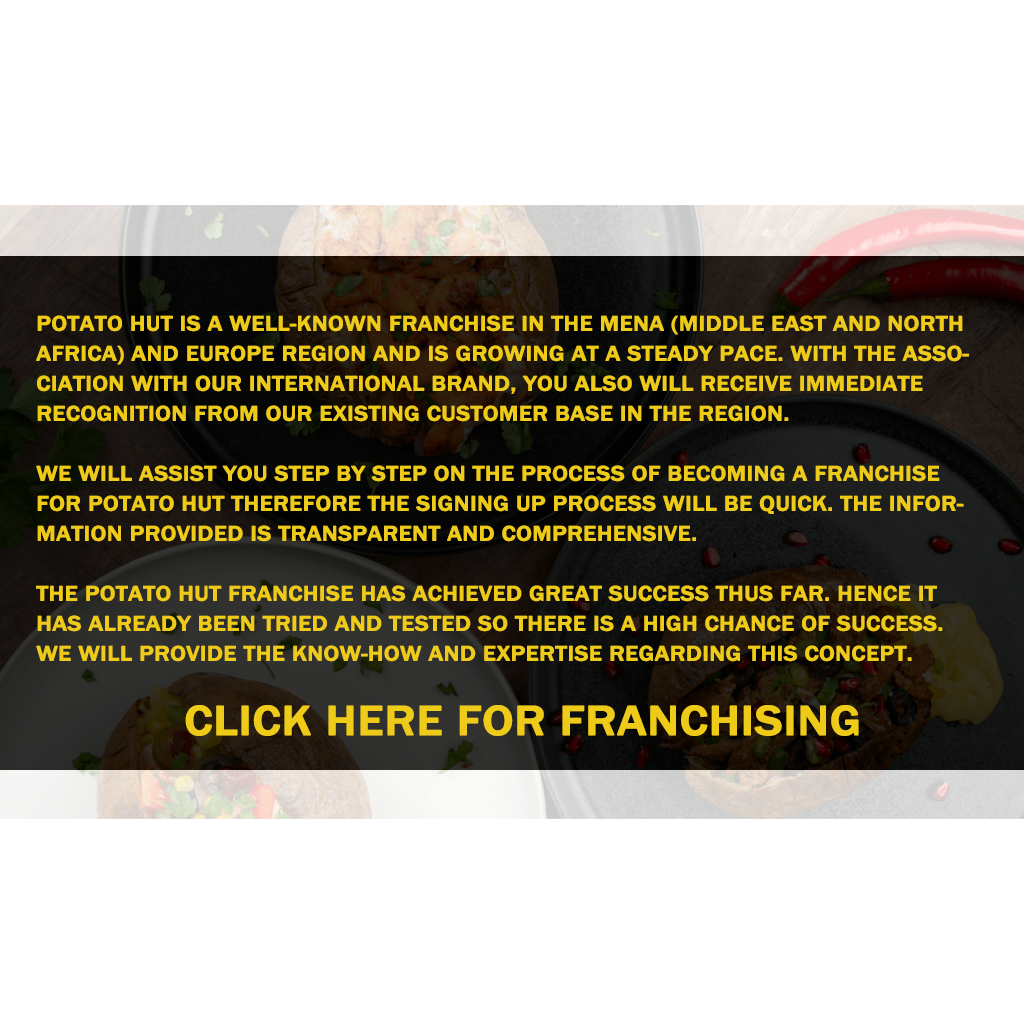 POTATO HUT IS A WELL-KNOWN FRANCHISE IN THE MENA (MIDDLE EAST AND NORTH
AFRICA) AND EUROPE REGION AND IS GROWING AT A STEADY PACE. WITH THE ASSO-
CIATION WITH OUR INTERNATIONAL BRAND, YOU ALSO WILL RECEIVE IMMEDIATE
RECOGNITION FROM OUR EXISTING CUSTOMER BASE IN THE REGION.
WE WILL ASSIST YOU STEP BY STEP ON THE PROCESS OF BECOMING A FRANCHISE
FOR POTATO HUT THEREFORE THE SIGNING UP PROCESS WILL BE QUICK. THE INFOR-
MATION PROVIDED IS TRANSPARENT AND COMPREHENSIVE.
THE POTATO HUT FRANCHISE HAS ACHIEVED GREAT SUCCESS THUS FAR. HENCE IT
HAS ALREADY BEEN TRIED AND TESTED SO THERE IS A HIGH CHANCE OF SUCCESS.
WE WILL PROVIDE THE KNOW-HOW AND EXPERTISE REGARDING THIS CONCEPT.
CLICK HERE FOR FRANCHISING